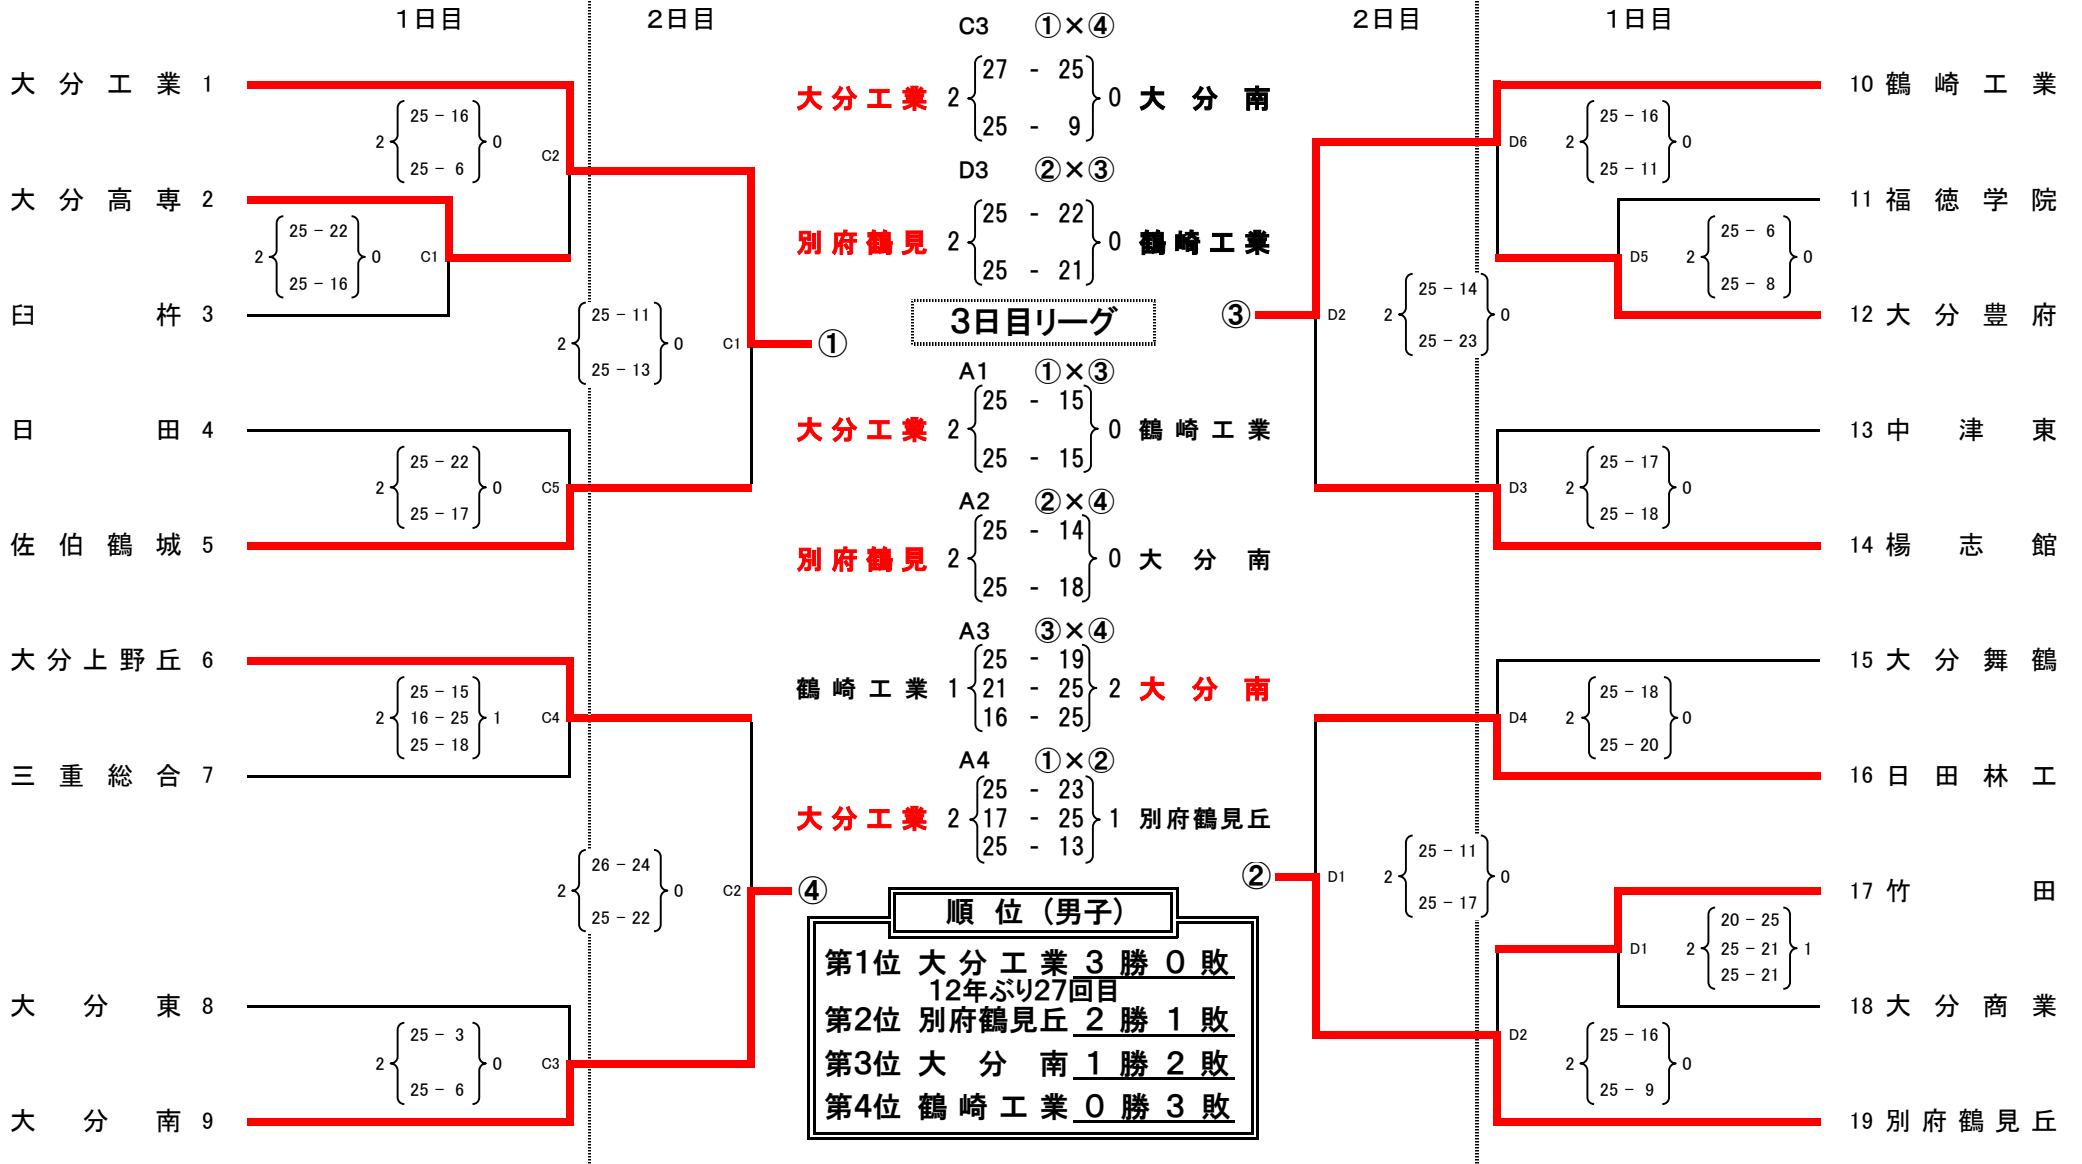 1日目
2日目
2日目
1日目
大分工業 1
2 25 − 16 0
25 − 6
C2
大分高専 2
2 25 − 22 0
25 − 16
C1
臼杵 3
2 25 − 11 0
25 − 13
C1
①
日田 4
2 25 − 22 0
25 − 17
C5
佐伯鶴城 5
大分上野丘 6
2 25 − 15 1
16 − 25
25 − 18
C4
三重総合 7
2 26 − 24 0
25 − 22
C2
④
大分東 8
2 25 − 3 0
25 − 6
C3
大分南 9
C3 ①×④
27 - 25
大分工業 2 0 大分南
25 - 9
D3 ②×③
25 - 22
別府鶴見 2 0 鶴崎工業
25 - 21
3日目リーグ
A1 ①×③
25 - 15
大分工業 2 0 鶴崎工業
25 - 15
A2 ②×④
25 - 14
別府鶴見 2 0 大分南
25 - 18
A3 ③×④
25 - 19
鶴崎工業 1 21 - 25 2 大分南
16 - 25
A4 ①×②
25 - 23
大分工業 2 17 - 25 1 別府鶴見丘
25 - 13
順位（男子）
第1位 大分工業 3勝0敗
12年ぶり27回目
第2位 別府鶴見丘 2勝1敗
第3位 大分南 1勝2敗
第4位 鶴崎工業 0勝3敗
10 鶴崎工業
D6
2 25 − 16 0
25 − 11
11 福徳学院
D5
2 25 − 6 0
25 − 8
12 大分豊府
③
D2
2 25 − 14 0
25 − 23
13 中津東
D3
2 25 − 17 0
25 − 18
14 楊志館
15 大分舞鶴
D4
2 25 − 18 0
25 − 20
16 日田林工
②
D1
2 25 − 11 0
25 − 17
17 竹田
D1
2 20 − 25 1
25 − 21
25 − 21
18 大分商業
D2
2 25 − 16 0
25 − 9
19 別府鶴見丘